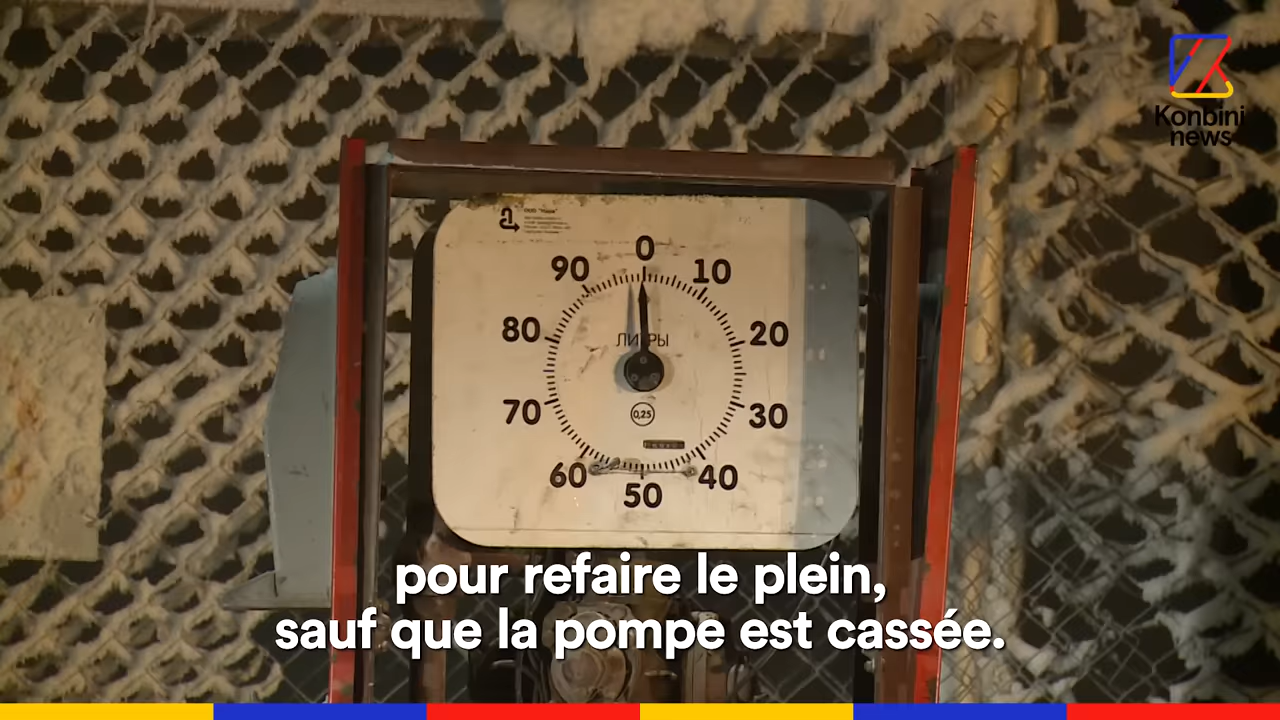 Konbini
news
0
90
10
80
20
ЛИТРЫ
70
30
0,25
60
40
50
pour refaire le plein,
sauf que la pompe est cassée.